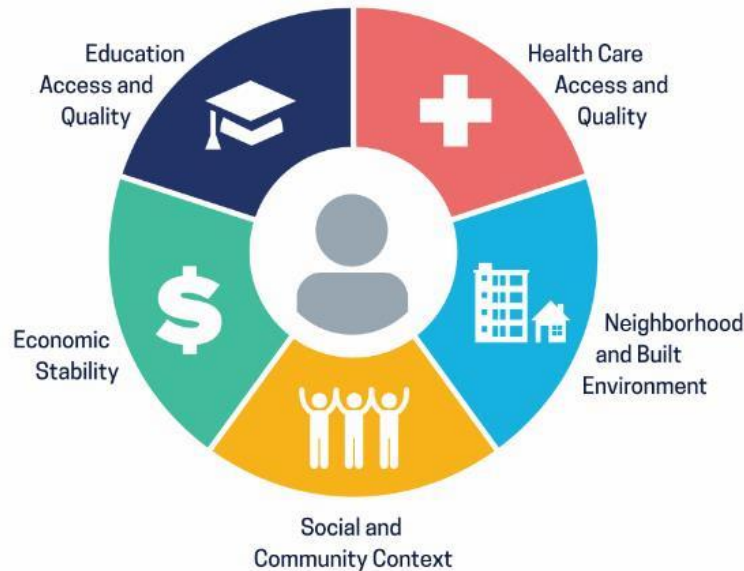 Education
Access and
Quality
Health Care
Access and
Quality
$
Economic
Stability
Neighborhood
and Built
Environment
Social and
Community Context